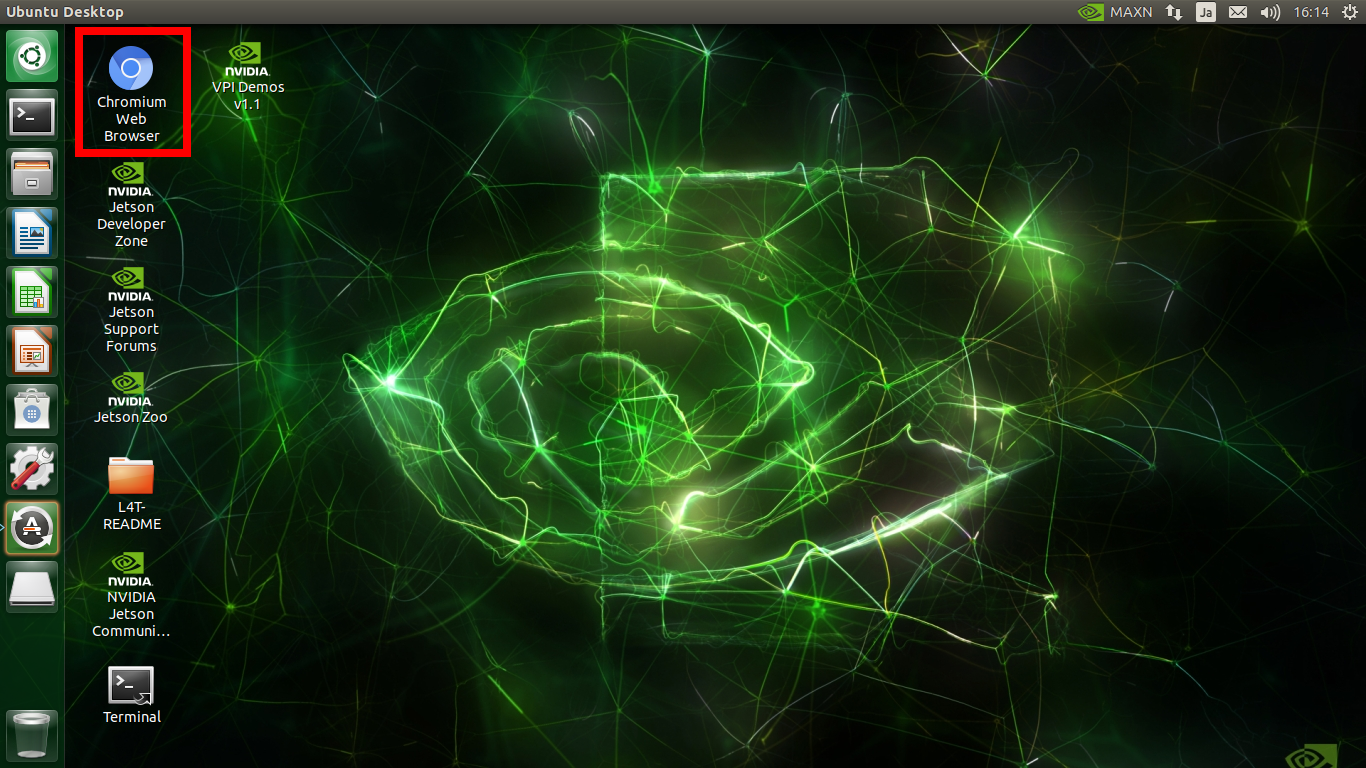 Ubuntu Desktop
MAXN
Ja
16:14
Chromium
Web
Browser
NVIDIA.
VPI Demos
v1.1
NVIDIA.
Jetson
Developer
Zone
NVIDIA.
Jetson
Support
Forums
NVIDIA.
Jetson Zoo
L4T-
README
NVIDIA.
NVIDIA
Jetson
Communi...
Terminal